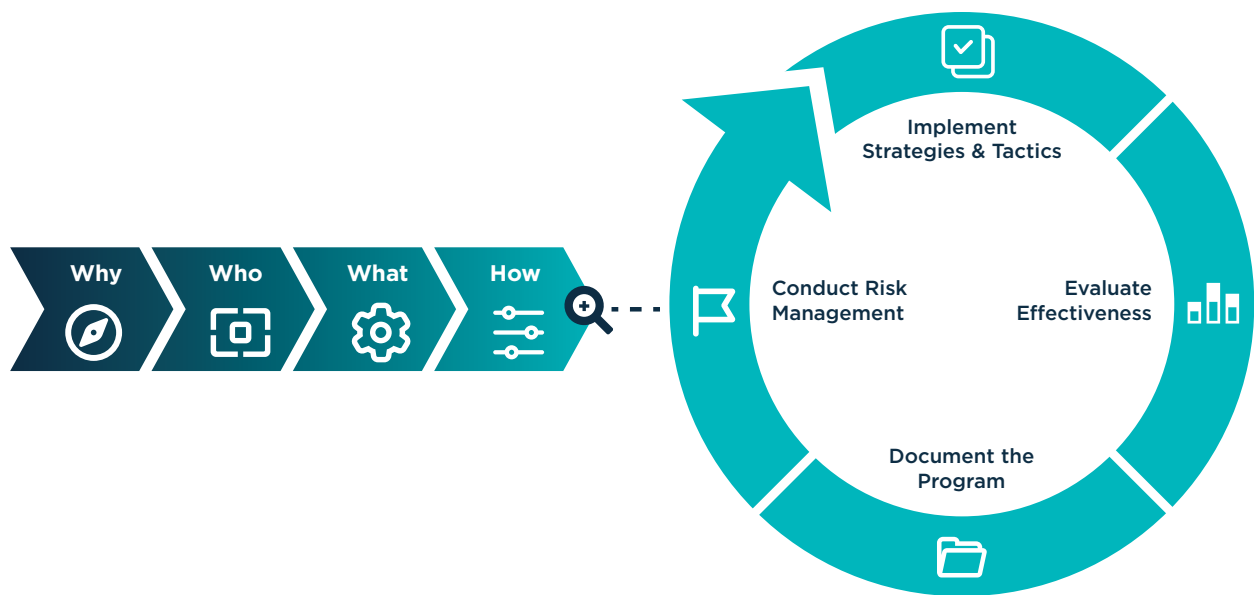 Why
Who
What
How
Implement
Strategies & Tactics
Conduct Risk
Management
Evaluate
Effectiveness
Document the
Program